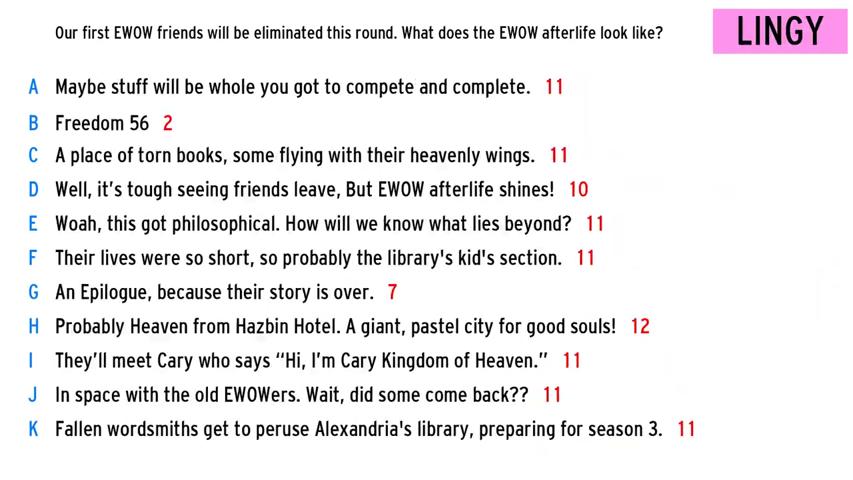 Our first EWOW friends will be eliminated this round. What does the EWOW afterlife look like?
LINGY
A Maybe stuff will be whole you got to compete and complete. 11
B Freedom 56 2
C A place of torn books, some flying with their heavenly wings. 11
D Well, it's tough seeing friends leave, But EWOW afterlife shines! 10
E Woah, this got philosophical. How will we know what lies beyond? 11
F Their lives were so short, so probably the library's kid's section. 11
G An Epilogue, because their story is over. 7
H Probably Heaven from Hazbin Hotel. A giant, pastel city for good souls! 12
I They'll meet Cary who says “Hi, I'm Cary Kingdom of Heaven.” 11
J In space with the old EWOWers. Wait, did some come back?? 11
K Fallen wordsmiths get to peruse Alexandria's library, preparing for season 3. 11